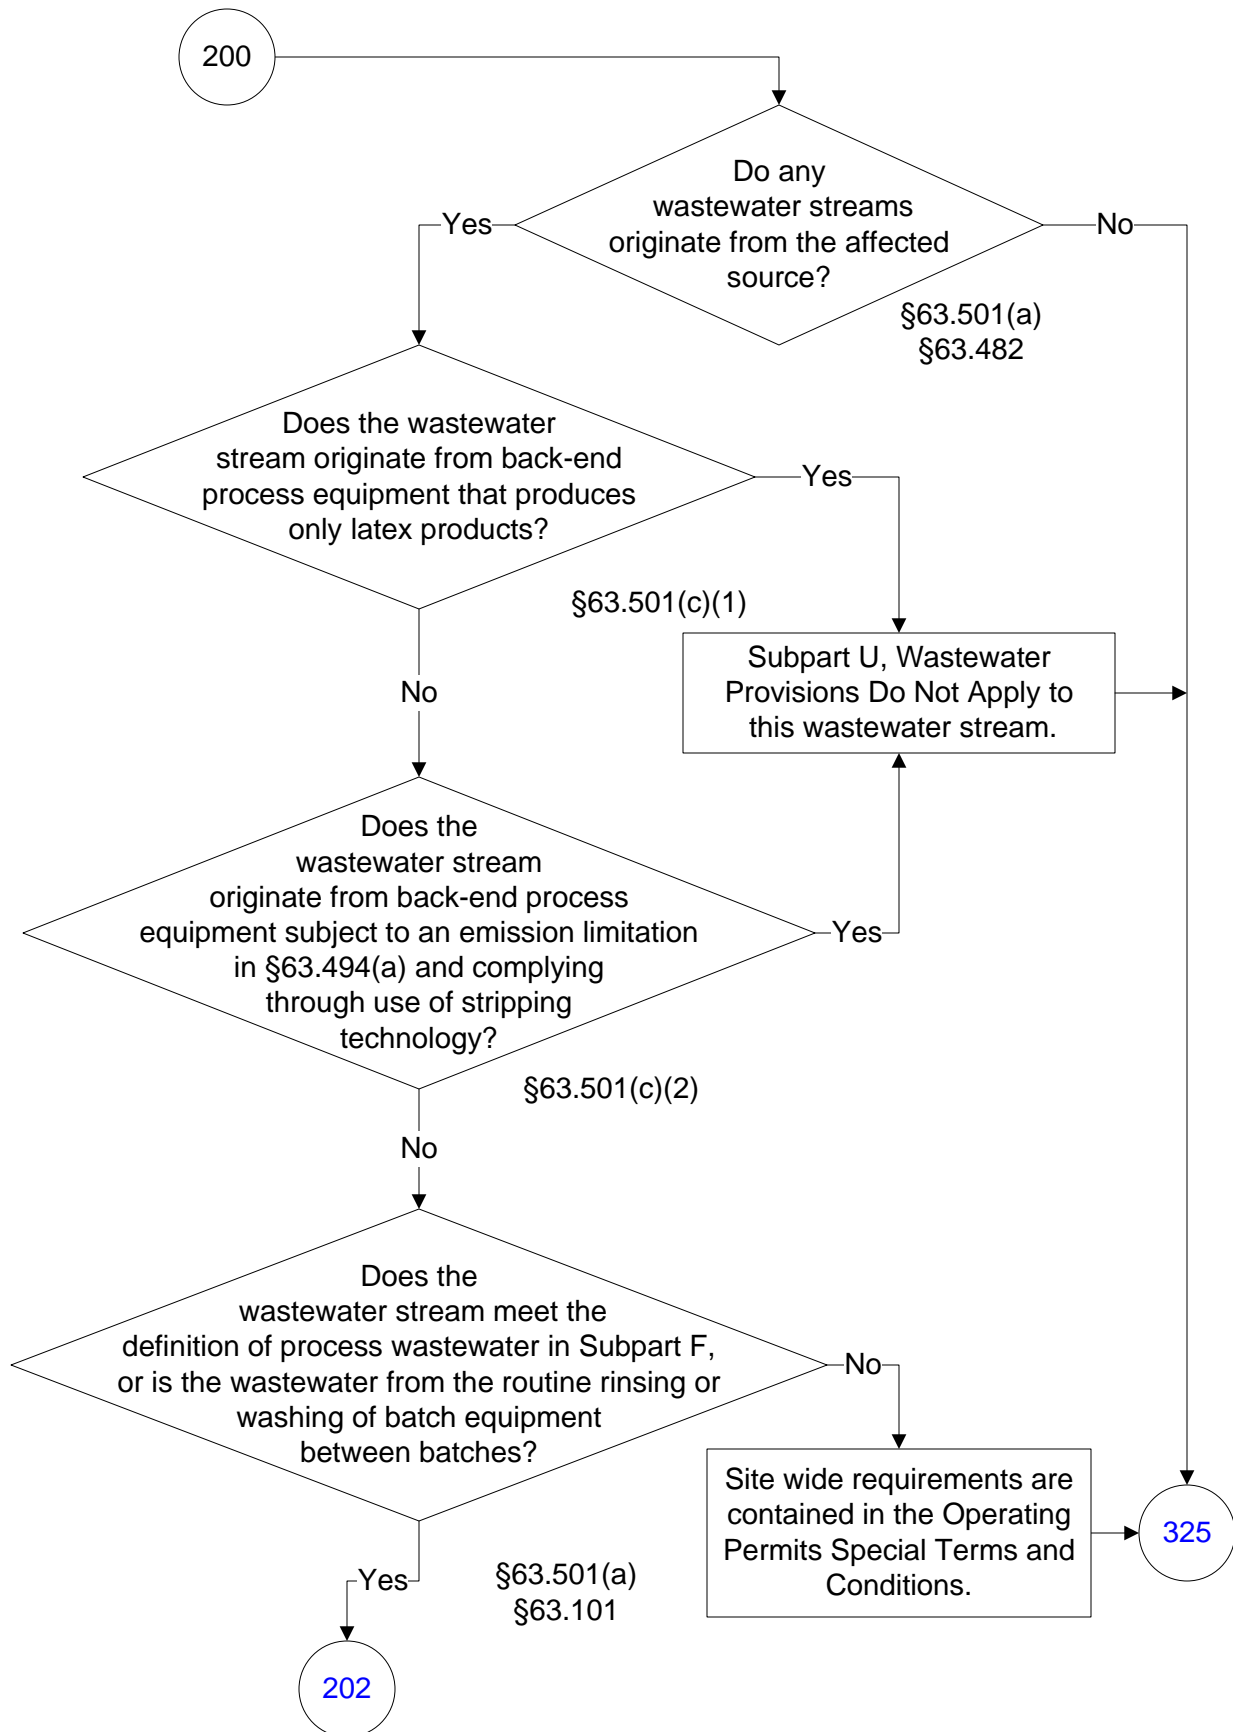 200
Do any
wastewater streams
originate from the affected
source?
Yes
No
§63.501(a)
§63.482
Does the wastewater
stream originate from back-end
process equipment that produces
only latex products?
Yes
§63.501(c)(1)
No
Subpart U, Wastewater
Provisions Do Not Apply to
this wastewater stream.
Does the
wastewater stream
originate from back-end process
equipment subject to an emission limitation
in §63.494(a) and complying
through use of stripping
technology?
Yes
§63.501(c)(2)
No
Does the
wastewater stream meet the
definition of process wastewater in Subpart F,
or is the wastewater from the routine rinsing or
washing of batch equipment
between batches?
No
Site wide requirements are
contained in the Operating
Permits Special Terms and
Conditions.
325
Yes
§63.501(a)
§63.101
202